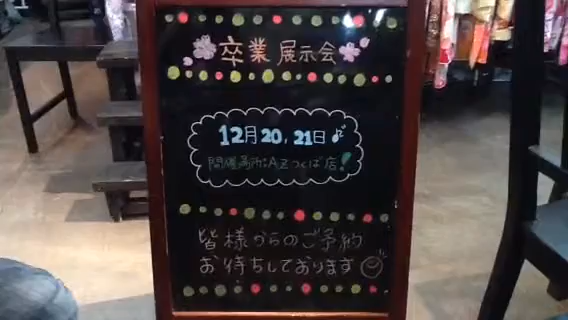 卒業展示会
12月20,21日
開催場所:AZつくば店!
皆様からのご予約
お待ちしております